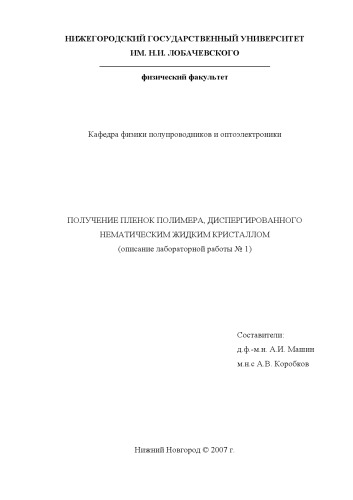 НИЖЕГОРОДСКИЙ ГОСУДАРСТВЕННЫЙ УНИВЕРСИТЕТ
ИМ. Н.И. ЛОБАЧЕВСКОГО
физический факультет
Кафедра физики полупроводников и оптоэлектроники
ПОЛУЧЕНИЕ ПЛЕНОК ПОЛИМЕРА, ДИСПЕРГИРОВАННОГО
НЕМАТИЧЕСКИМ ЖИДКИМ КРИСТАЛЛОМ
(описание лабораторной работы № 1)
Составители:
д.ф.-м.н. А.И. Машин
м.н.с А.В. Коробков
Нижний Новгород © 2007 г.